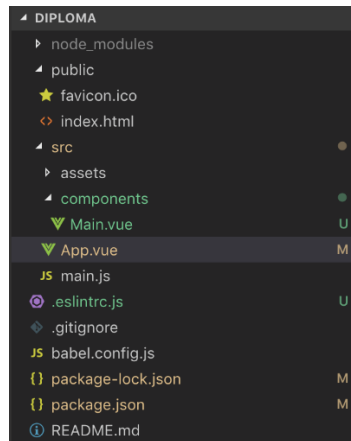 DIPLOMA
node_modules
public
favicon.ico
<> index.html
src
assets
components
Main.vue U
App.vue M
JS main.js
.eslintrc.js U
.gitignore
JS babel.config.js
{} package-lock.json M
{} package.json M
README.md